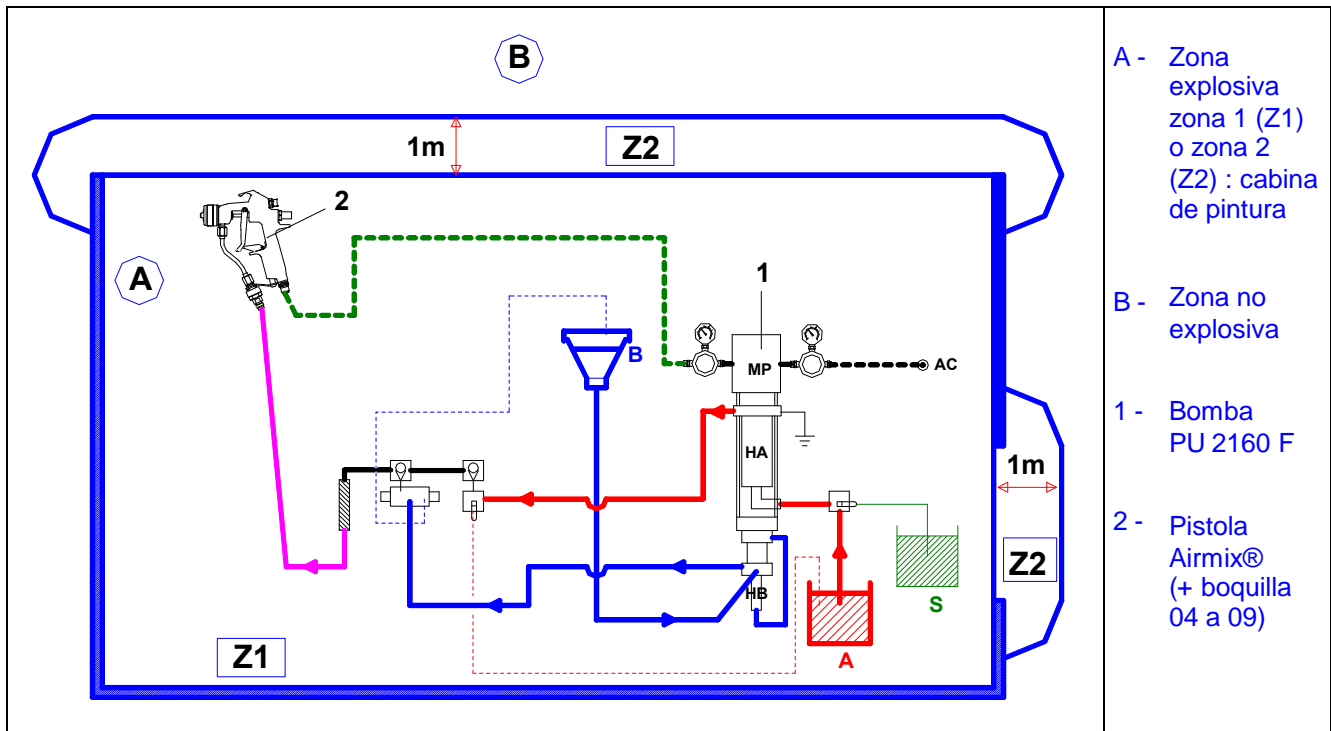 B
1m
Z2
2
A
1
B
MP
AC
HA
1m
HB
Z2
S
A
Z1
A - Zona
explosiva
zona 1 (Z1)
o zona 2
(Z2) : cabina
de pintura
B - Zona no
explosiva
1 - Bomba
PU 2160 F
2 - Pistola
Airmix®
(+ boquilla
04 a 09)